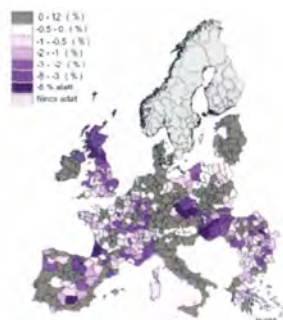 0 - 12 (%)
-0.5 - 0 (%)
-1 - -0.5 (%)
-2 - -1 (%)
-3 - -2 (%)
-8 - -3 (%)
-8 % alatt
Nincs adat